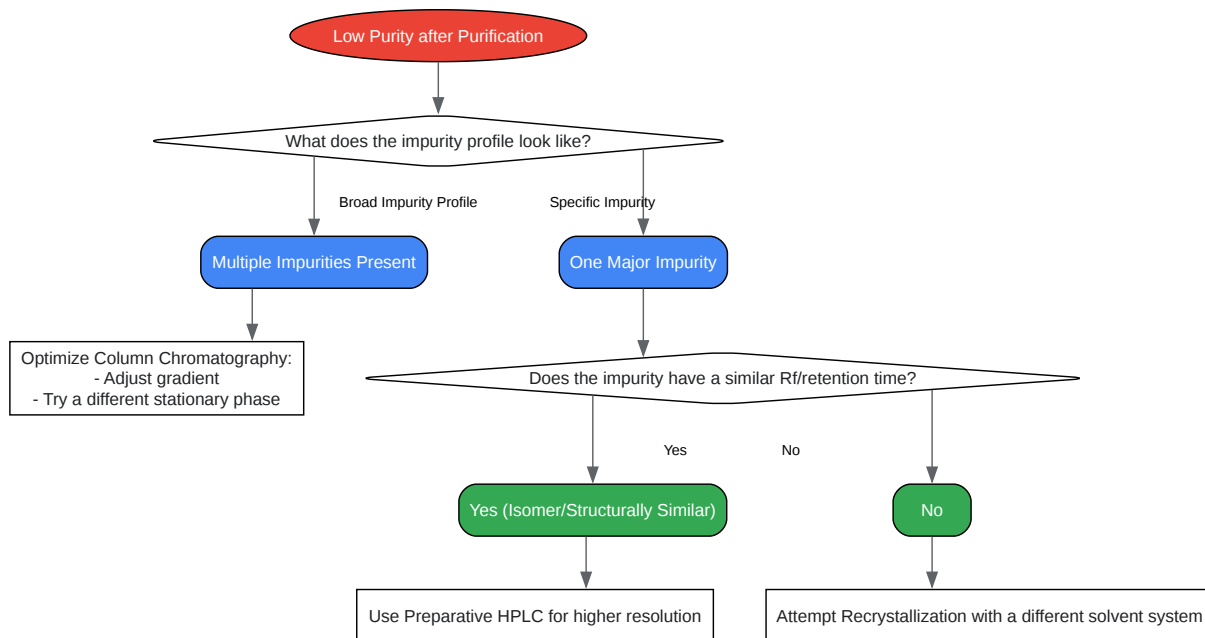 Low Purity after Purification
What does the impurity profile look like?
Broad Impurity Profile
Specific Impurity
Multiple Impurities Present
One Major Impurity
Optimize Column Chromatography:
- Adjust gradient
- Try a different stationary phase
Does the impurity have a similar Rf/retention time?
Yes
No
Yes (Isomer/Structurally Similar)
No
Use Preparative HPLC for higher resolution
Attempt Recrystallization with a different solvent system